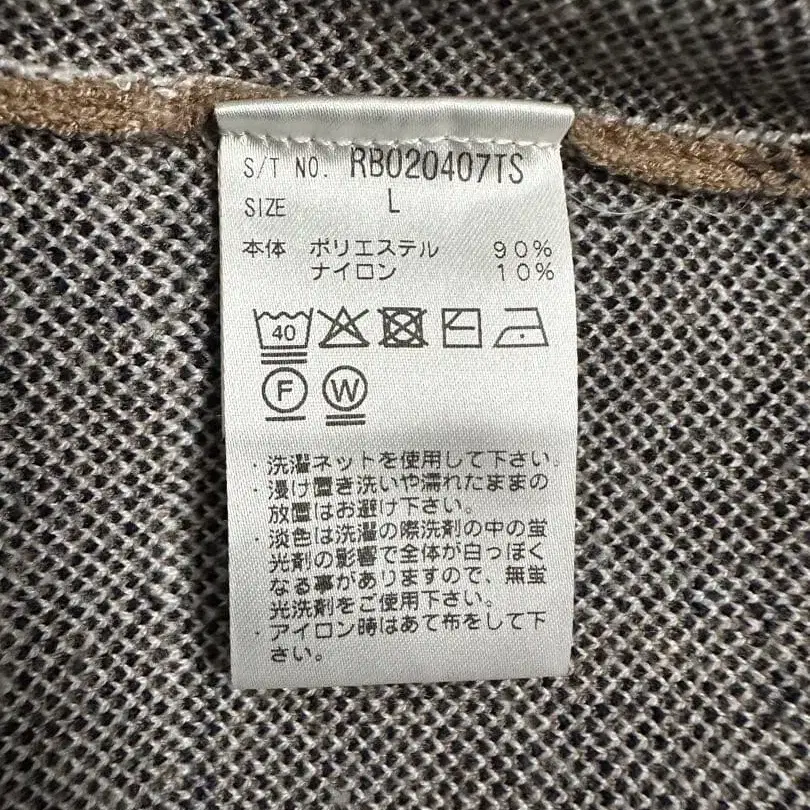 S/T NO. RB020407TS
SIZE L
本体 ポリエステル 90%
ナイロン 10%
40
F W
・洗濯ネットを使用して下さい。
・浸け置き洗いや濡れたままの
放置はお避け下さい。
・淡色は洗濯の際洗剤の中の蛍
光剤の影響で全体が白っぽく
なる事がありますので、無蛍
光洗剤をご使用下さい。
・アイロン時はあて布をして下
さい。